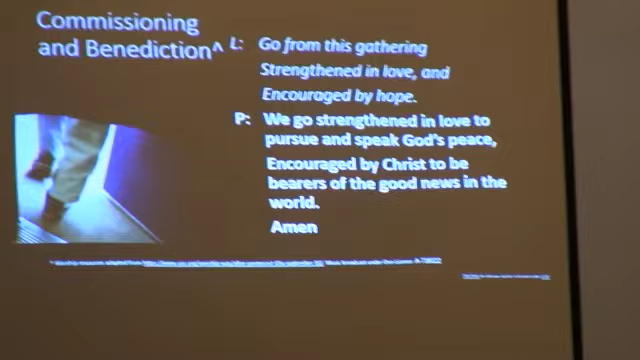 Commissioning
and Benediction^
L: Go from this gathering
Strengthened in love, and
Encouraged by hope.
P: We go strengthened in love to
pursue and speak God's peace,
Encouraged by Christ to be
bearers of the good news in the
world.
Amen